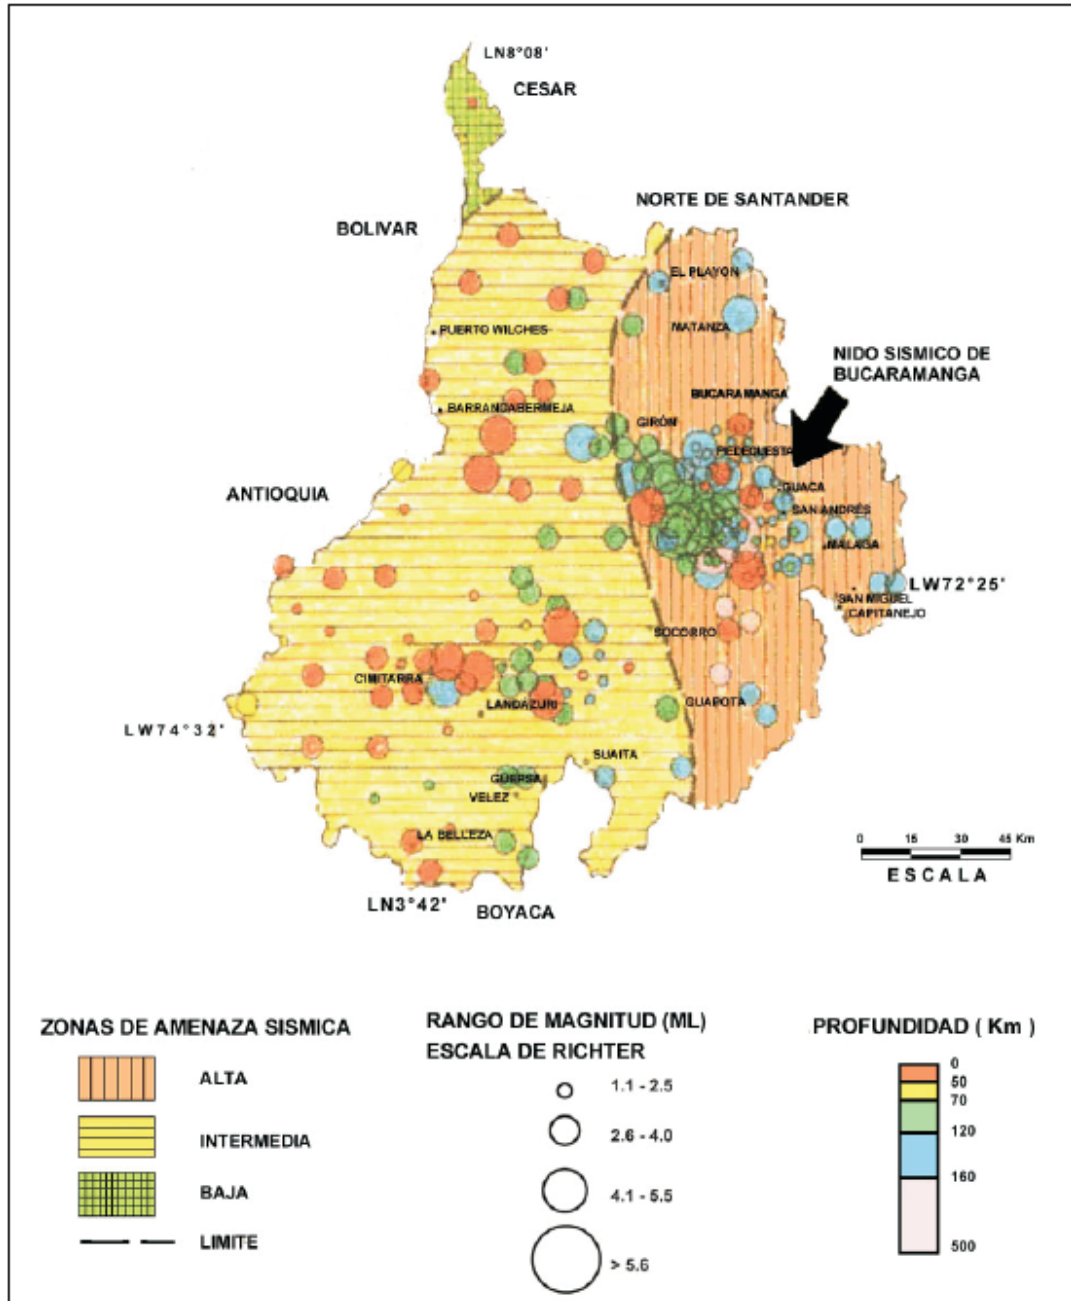 LN8°08'
CESAR
NORTE DE SANTANDER
BOLIVAR
EL PLAYON
MATANZA
PUERTO WILCHES
NIDO SISMICO DE
BUCARAMANGA
BUCARAMANGA
BARRANCABERMEJA
GIRÓN
PIEDECUESTA
GUACA
ANTIOQUIA
SAN ANDRÉS
MALAGA
LW72°25'
SAN MIGUEL
CAPITANEJO
SOCORRO
CIMITARRA
LANDAZURI
GUAPOTA
LW74°32'
SUAITA
GUEPSA
VELEZ
LA BELLEZA
0 15 30 45 Km
ESCALA
LN3°42'
BOYACA
ZONAS DE AMENAZA SISMICA
ALTA
INTERMEDIA
BAJA
LIMITE
RANGO DE MAGNITUD (ML)
ESCALA DE RICHTER
1.1 - 2.5
2.6 - 4.0
4.1 - 5.5
> 5.6
PROFUNDIDAD ( Km )
0
50
70
120
160
500